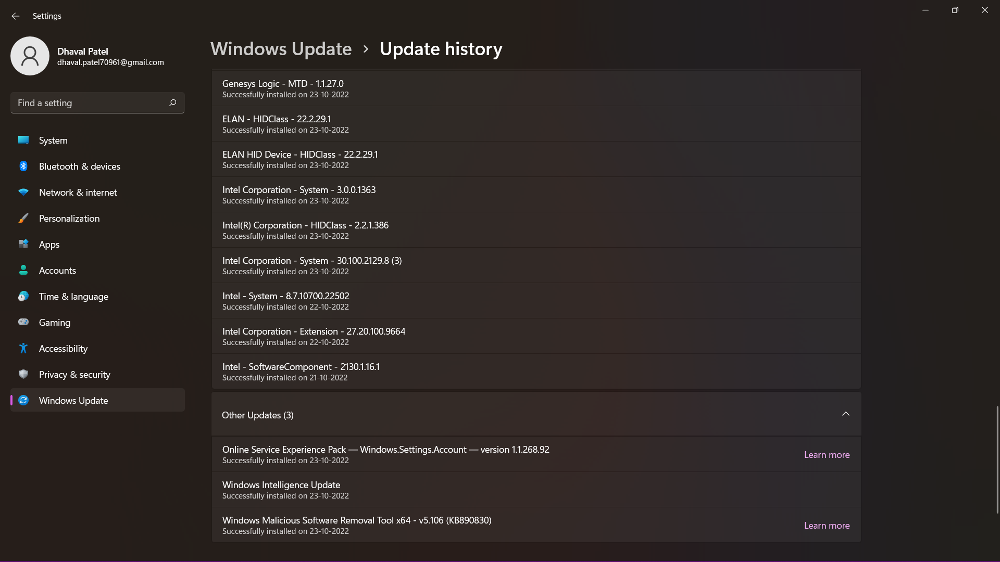 Settings
Dhaval Patel
dhaval.patel70961@gmail.com
Find a setting
System
Bluetooth & devices
Network & internet
Personalization
Apps
Accounts
Time & language
Gaming
Accessibility
Privacy & security
Windows Update
Windows Update › Update history
Genesys Logic - MTD - 1.1.27.0
Successfully installed on 23-10-2022
ELAN - HIDClass - 22.2.29.1
Successfully installed on 23-10-2022
ELAN HID Device - HIDClass - 22.2.29.1
Successfully installed on 23-10-2022
Intel Corporation - System - 3.0.0.1363
Successfully installed on 23-10-2022
Intel(R) Corporation - HIDClass - 2.2.1.386
Successfully installed on 23-10-2022
Intel Corporation - System - 30.100.2129.8 (3)
Successfully installed on 23-10-2022
Intel - System - 8.7.10700.22502
Successfully installed on 22-10-2022
Intel Corporation - Extension - 27.20.100.9664
Successfully installed on 22-10-2022
Intel - SoftwareComponent - 2130.1.16.1
Successfully installed on 21-10-2022
Other Updates (3)
Online Service Experience Pack — Windows.Settings.Account — version 1.1.268.92
Successfully installed on 23-10-2022
Learn more
Windows Intelligence Update
Successfully installed on 23-10-2022
Windows Malicious Software Removal Tool x64 - v5.106 (KB890830)
Successfully installed on 23-10-2022
Learn more